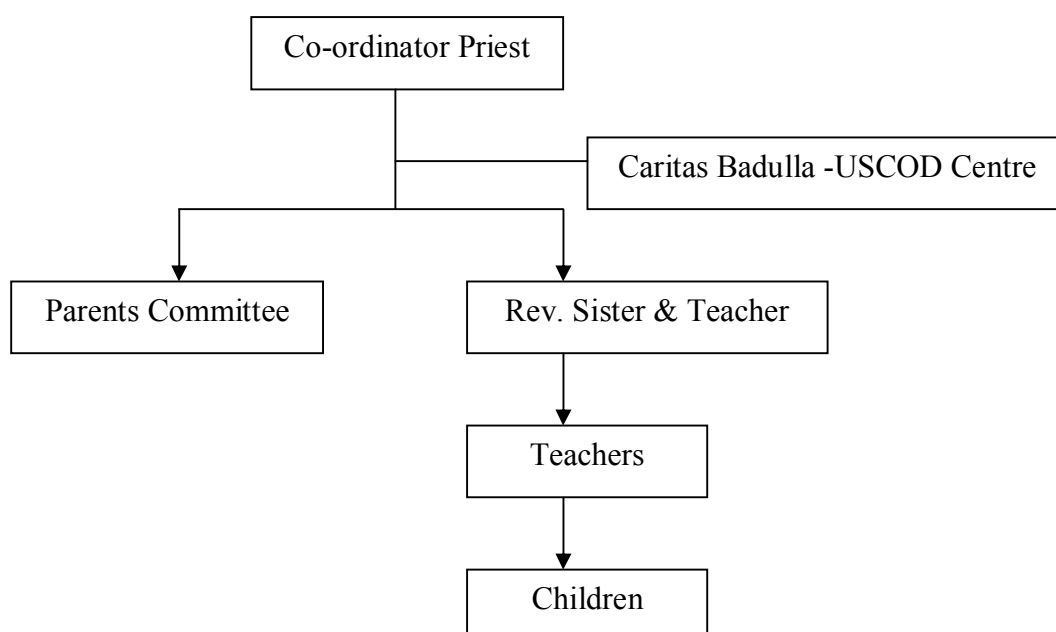 Co-ordinator Priest
Caritas Badulla -USCOD Centre
Parents Committee
Rev. Sister & Teacher
Teachers
Children